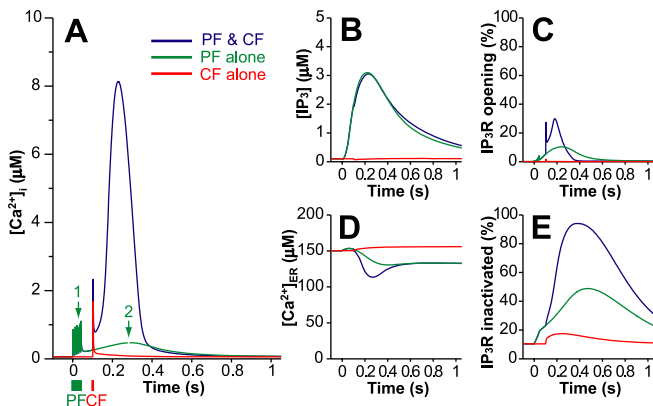 A
PF & CF
PF alone
CF alone
[Ca²⁺]ᵢ (μM)
10
8
6
4
2
0
1
2
0 0.2 0.4 0.6 0.8 1
Time (s)
PF CF
B
[IP₃] (μM)
5
4
3
2
1
0
0 0.2 0.4 0.6 0.8 1
Time (s)
C
IP₃R opening (%)
100
80
60
40
20
0
0 0.2 0.4 0.6 0.8 1
Time (s)
D
[Ca²⁺]ER (μM)
200
150
100
50
0
0 0.2 0.4 0.6 0.8 1
Time (s)
E
IP₃R inactivated (%)
100
80
60
40
20
0
0 0.2 0.4 0.6 0.8 1
Time (s)